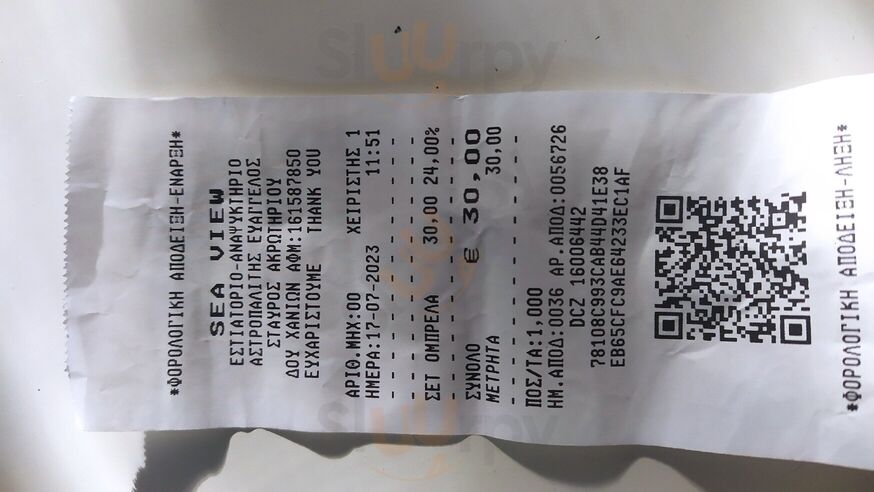 *ΦΟΡΟΛΟΓΙΚΗ ΑΠΟΔΕΙΞΗ-ΕΝΑΡΞΗ*
SEA VIEW
ΕΣΤΙΑΤΟΡΙΟ-ΑΝΑΨΥΚΤΗΡΙΟ
ΑΣΤΡΟΠΑΛΙΤΗΣ ΕΥΑΓΓΕΛΟΣ
ΣΤΑΥΡΟΣ ΑΚΡΩΤΗΡΙΟΥ
ΔΟΥ ΧΑΝΙΩΝ ΑΦΜ:161587850
ΕΥΧΑΡΙΣΤΟΥΜΕ THANK YOU
ΑΡΙΘ.ΜΗΧ:00 ΧΕΙΡΙΣΤΗΣ 1
ΗΜΕΡΑ:17-07-2023 11:51
ΣΕΤ ΟΜΠΡΕΛΑ 30,00 24,00%
ΣΥΝΟΛΟ € 30,00
ΜΕΤΡΗΤΑ 30,00
ΠΟΣ/ΤΑ:1,000
ΗΜ.ΑΠΟΔ:0036 ΑΡ.ΑΠΟΔ:0056726
DCZ 16006442
78108C993CAB44D41E38
EB65CFC9AE64233EC1AF
*ΦΟΡΟΛΟΓΙΚΗ ΑΠΟΔΕΙΞΗ-ΛΗΞΗ*
Sluurpy